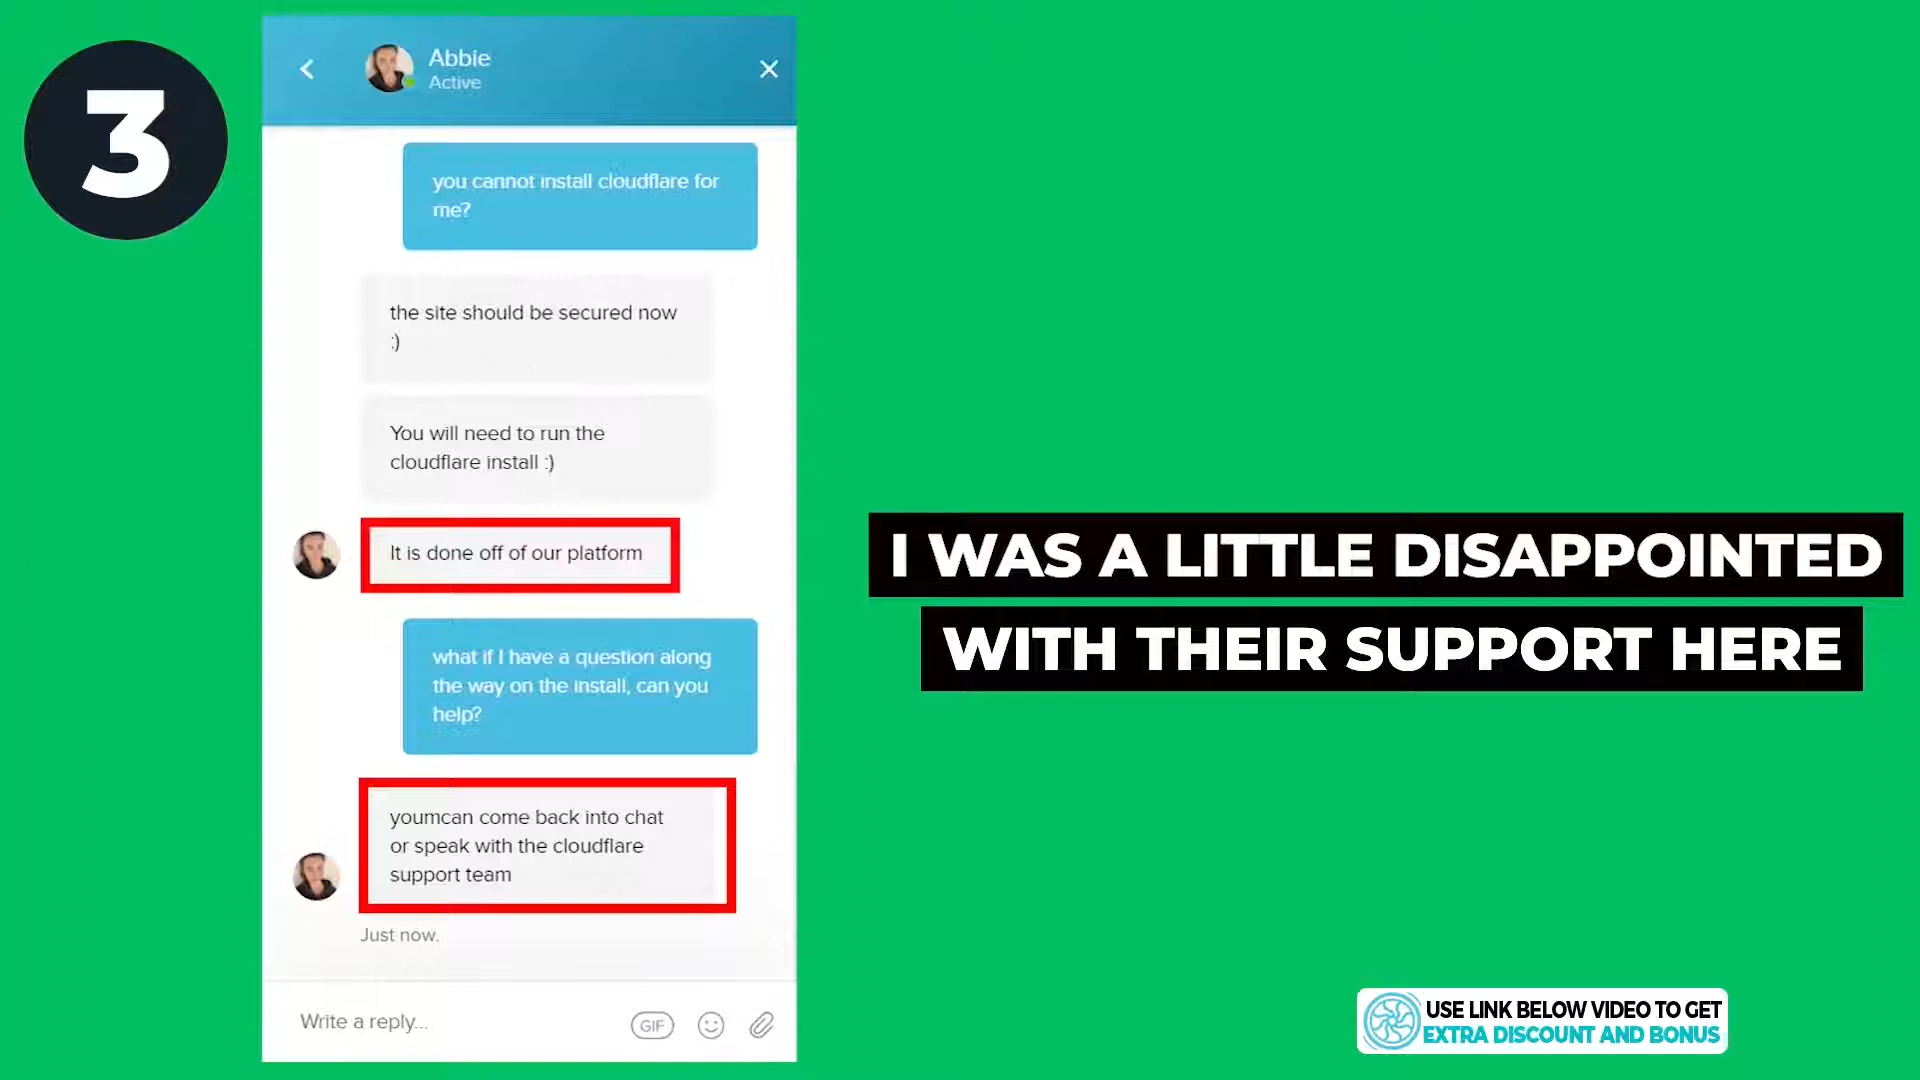 3
Abbie
Active
you cannot install cloudflare for
me?
the site should be secured now
:)
You will need to run the
cloudflare install :)
It is done off of our platform
what if I have a question along
the way on the install, can you
help?
youmcan come back into chat
or speak with the cloudflare
support team
Just now.
Write a reply...
GIF
I WAS A LITTLE DISAPPOINTED
WITH THEIR SUPPORT HERE
USE LINK BELOW VIDEO TO GET
EXTRA DISCOUNT AND BONUS